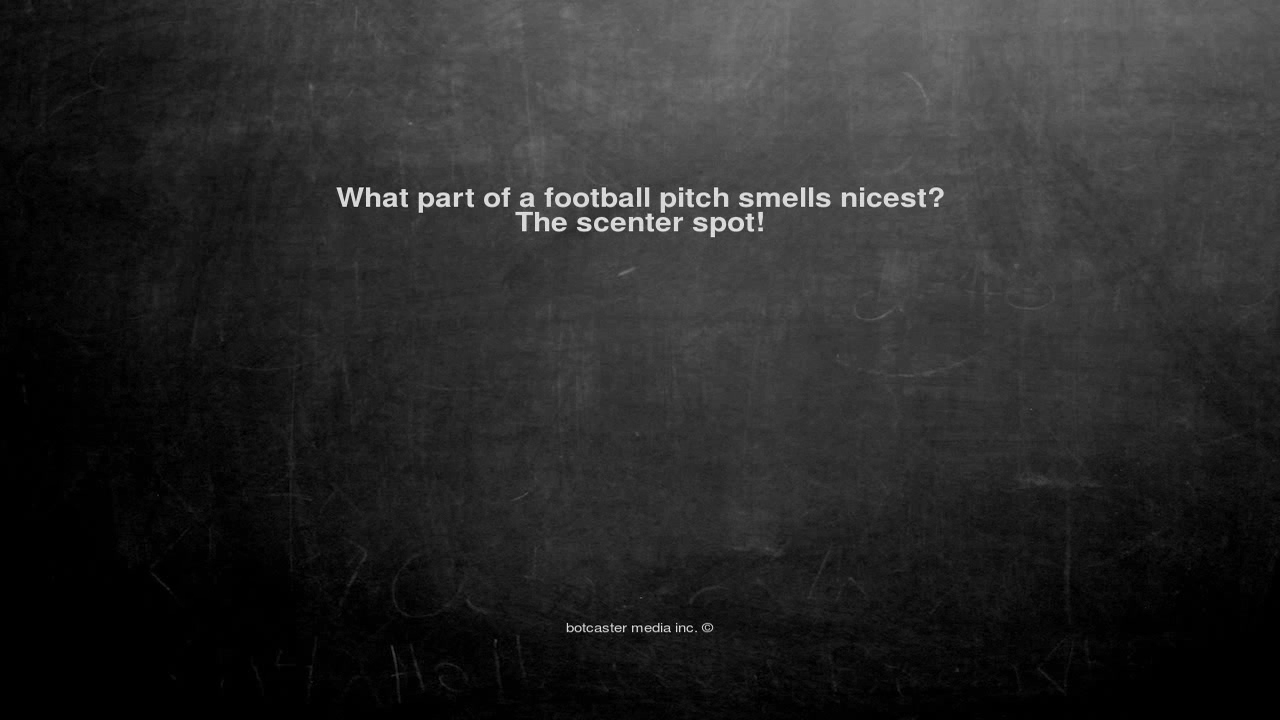 What part of a football pitch smells nicest?
The scenter spot!
botcaster media inc. ©